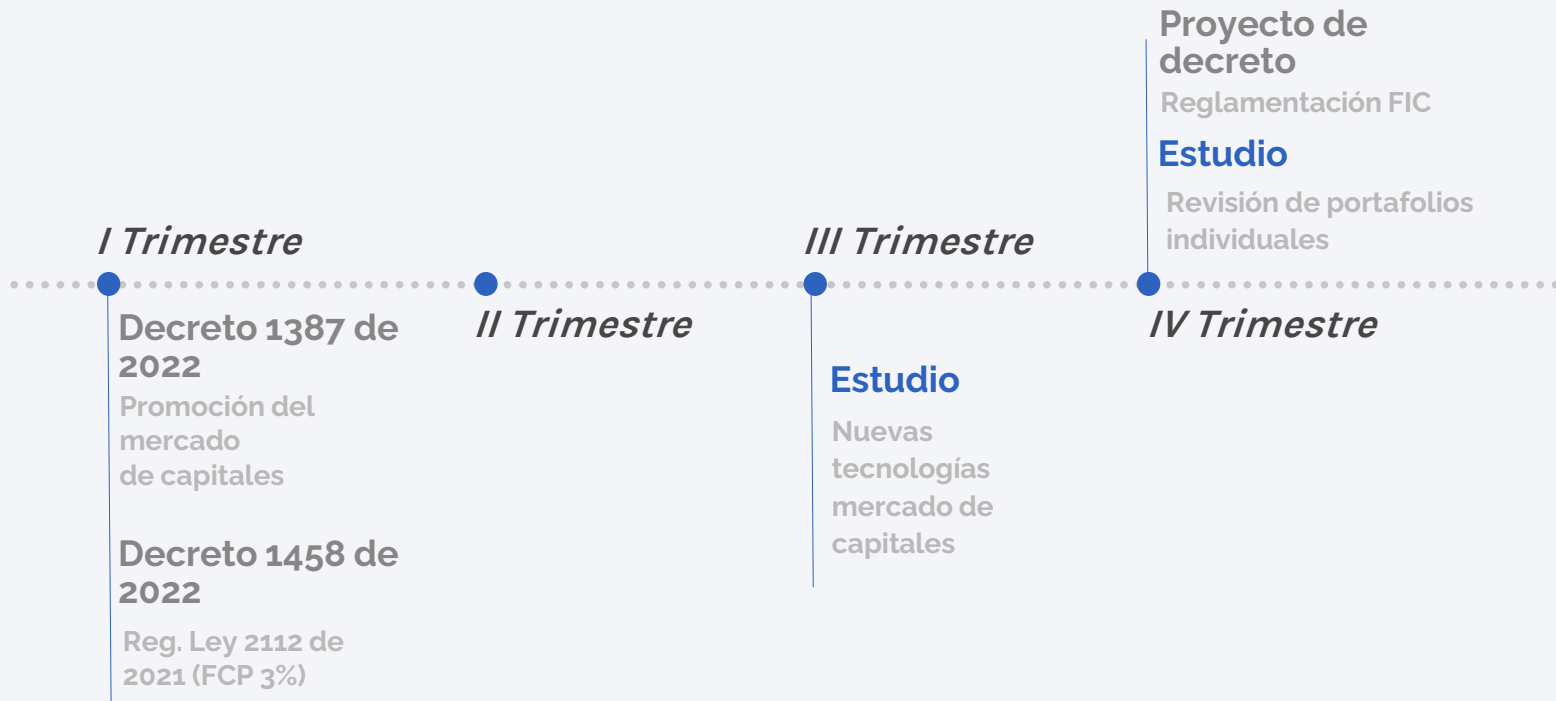 I Trimestre
Decreto 1387 de
2022
Promoción del
mercado
de capitales
Decreto 1458 de
2022
Reg. Ley 2112 de
2021 (FCP 3%)
II Trimestre
III Trimestre
Estudio
Nuevas
tecnologías
mercado de
capitales
Proyecto de
decreto
Reglamentación FIC
Estudio
Revisión de portafolios
individuales
IV Trimestre